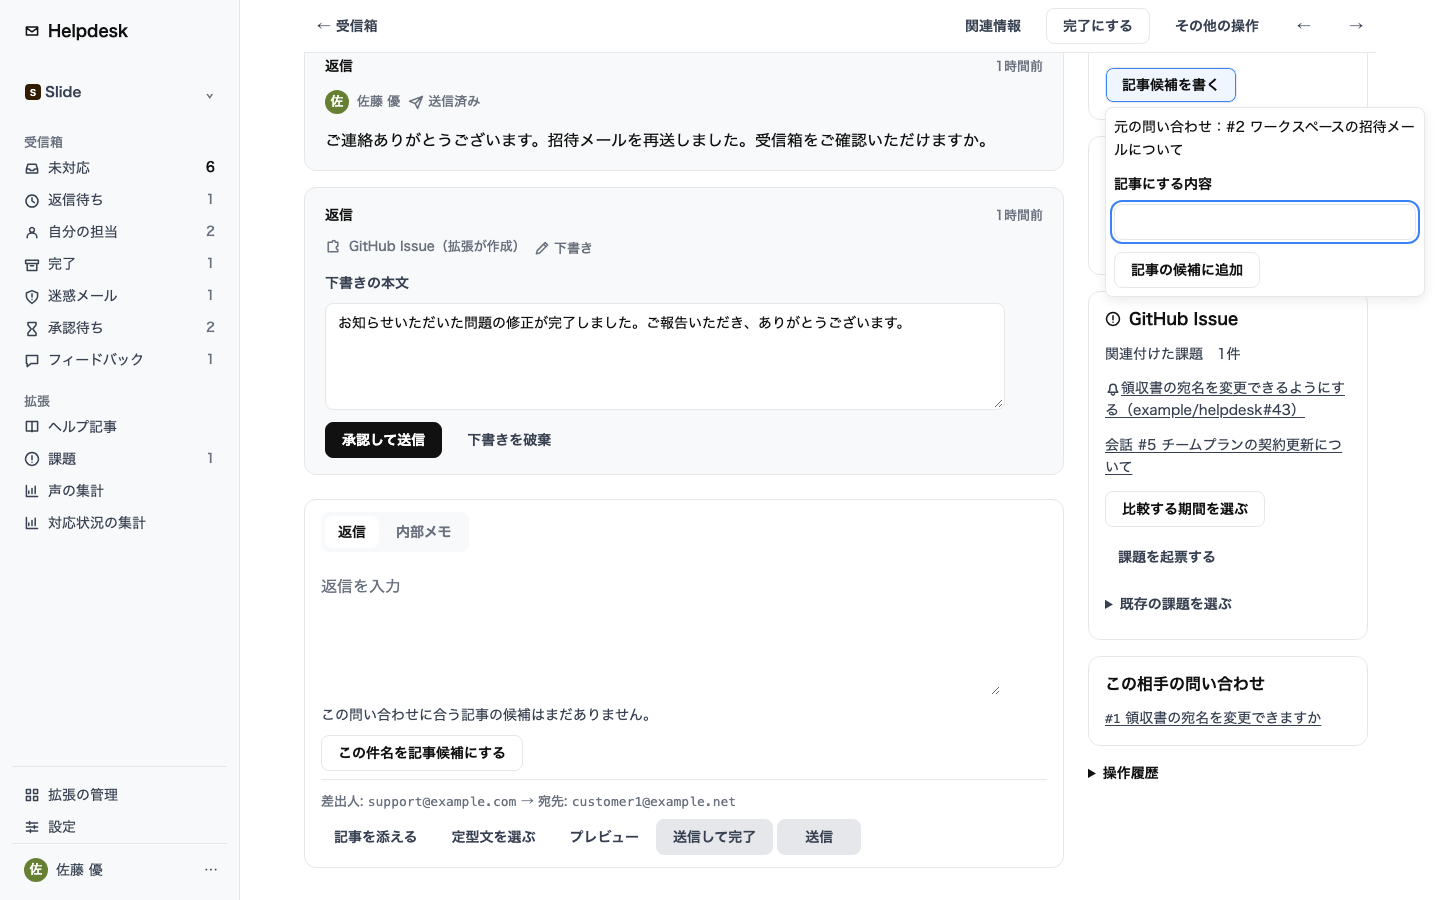 Helpdesk
S Slide
受信箱
未対応 6
返信待ち 1
自分の担当 2
完了 1
迷惑メール 1
承認待ち 2
フィードバック 1
拡張
ヘルプ記事
課題 1
声の集計
対応状況の集計
拡張の管理
設定
佐 佐藤 優 …
← 受信箱
関連情報 完了にする その他の操作 ← →
返信 1時間前
佐 佐藤 優 送信済み
ご連絡ありがとうございます。招待メールを再送しました。受信箱をご確認いただけますか。
返信 1時間前
GitHub Issue（拡張が作成） 下書き
下書きの本文
お知らせいただいた問題の修正が完了しました。ご報告いただき、ありがとうございます。
承認して送信 下書きを破棄
返信 内部メモ
返信を入力
この問い合わせに合う記事の候補はまだありません。
この件名を記事候補にする
差出人: support@example.com → 宛先: customer1@example.net
記事を添える 定型文を選ぶ プレビュー 送信して完了 送信
記事候補を書く
元の問い合わせ：#2 ワークスペースの招待メー
ルについて
記事にする内容
記事の候補に追加
GitHub Issue
関連付けた課題 1件
領収書の宛名を変更できるようにす
る（example/helpdesk#43）
会話 #5 チームプランの契約更新につ
いて
比較する期間を選ぶ
課題を起票する
▶ 既存の課題を選ぶ
この相手の問い合わせ
#1 領収書の宛名を変更できますか
▶ 操作履歴